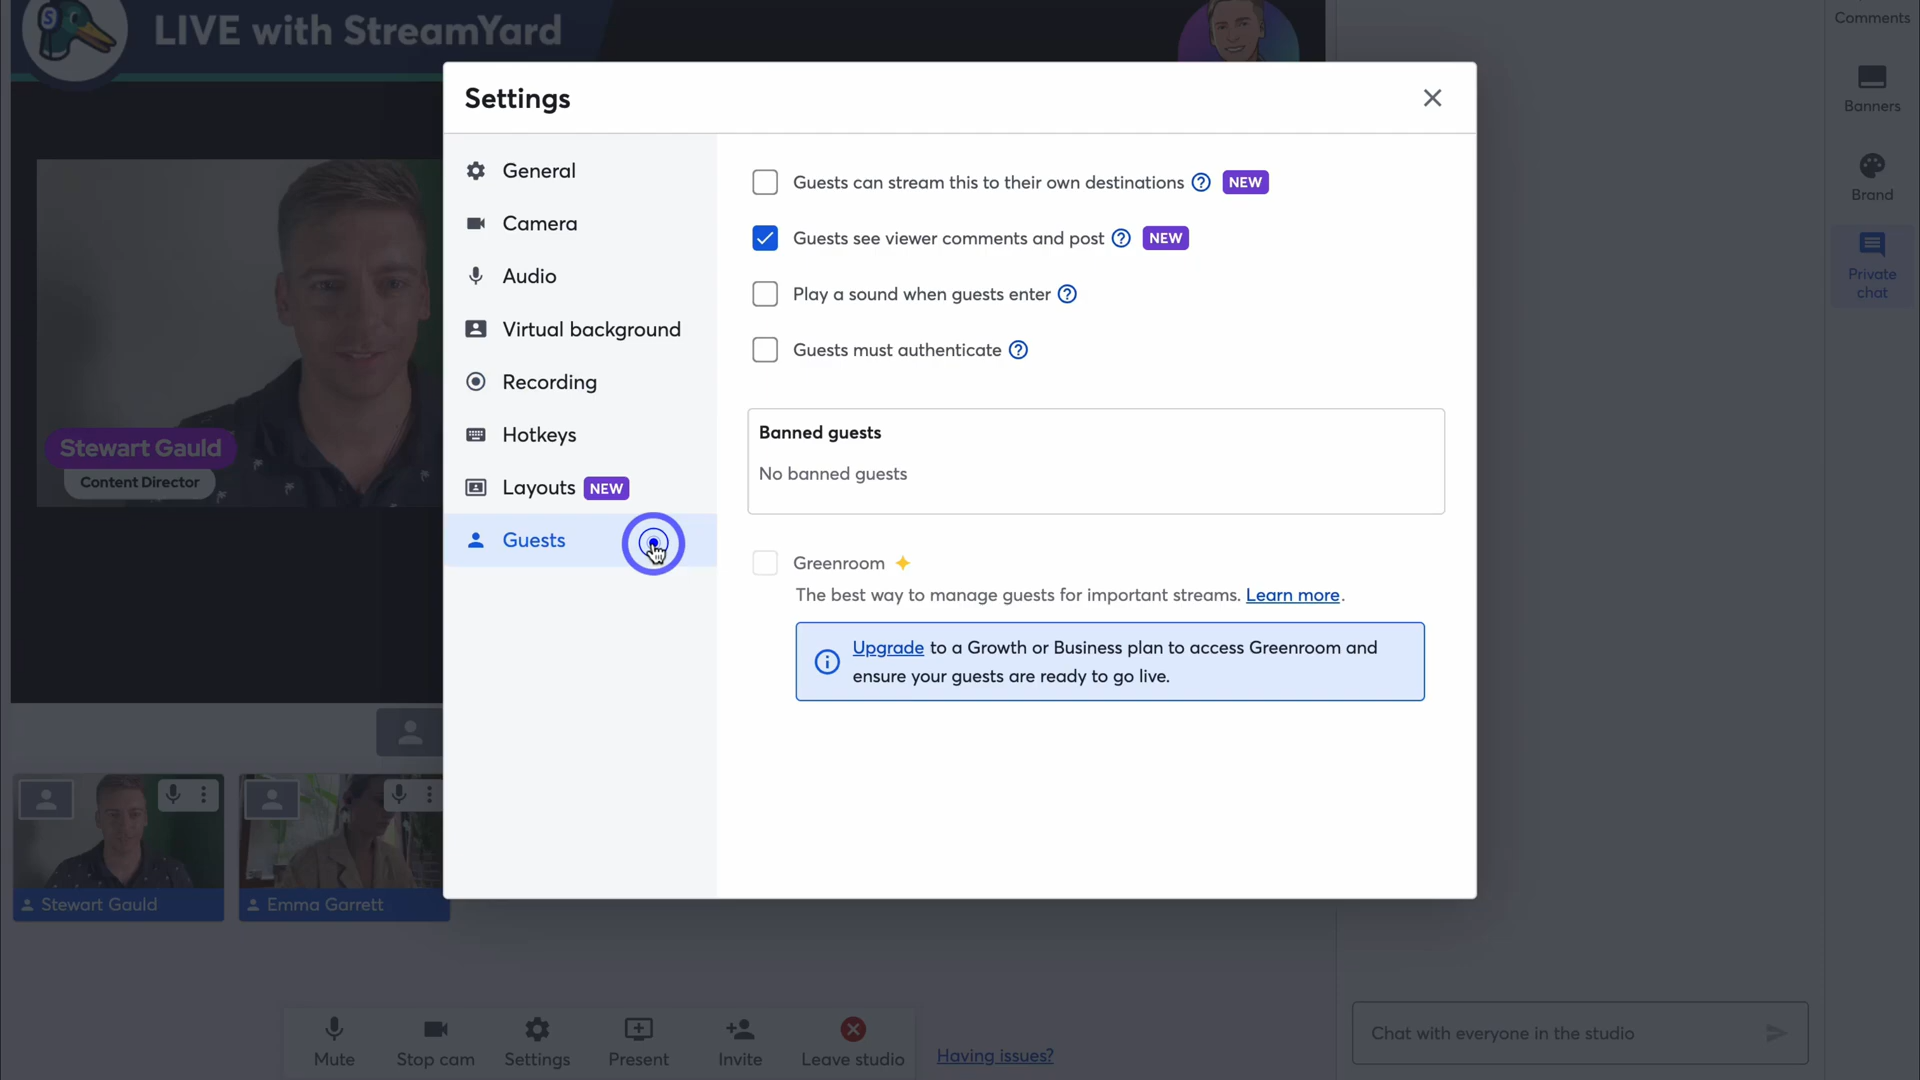 LIVE with StreamYard
Comments
Banners
Brand
Private
chat
Settings
General
Camera
Audio
Virtual background
Recording
Hotkeys
Layouts NEW
Guests
Guests can stream this to their own destinations ? NEW
Guests see viewer comments and post ? NEW
Play a sound when guests enter ?
Guests must authenticate ?
Banned guests
No banned guests
Greenroom
The best way to manage guests for important streams. Learn more.
Upgrade to a Growth or Business plan to access Greenroom and
ensure your guests are ready to go live.
Stewart Gauld
Content Director
Stewart Gauld
Emma Garrett
Mute
Stop cam
Settings
Present
Invite
Leave studio
Having issues?
Chat with everyone in the studio